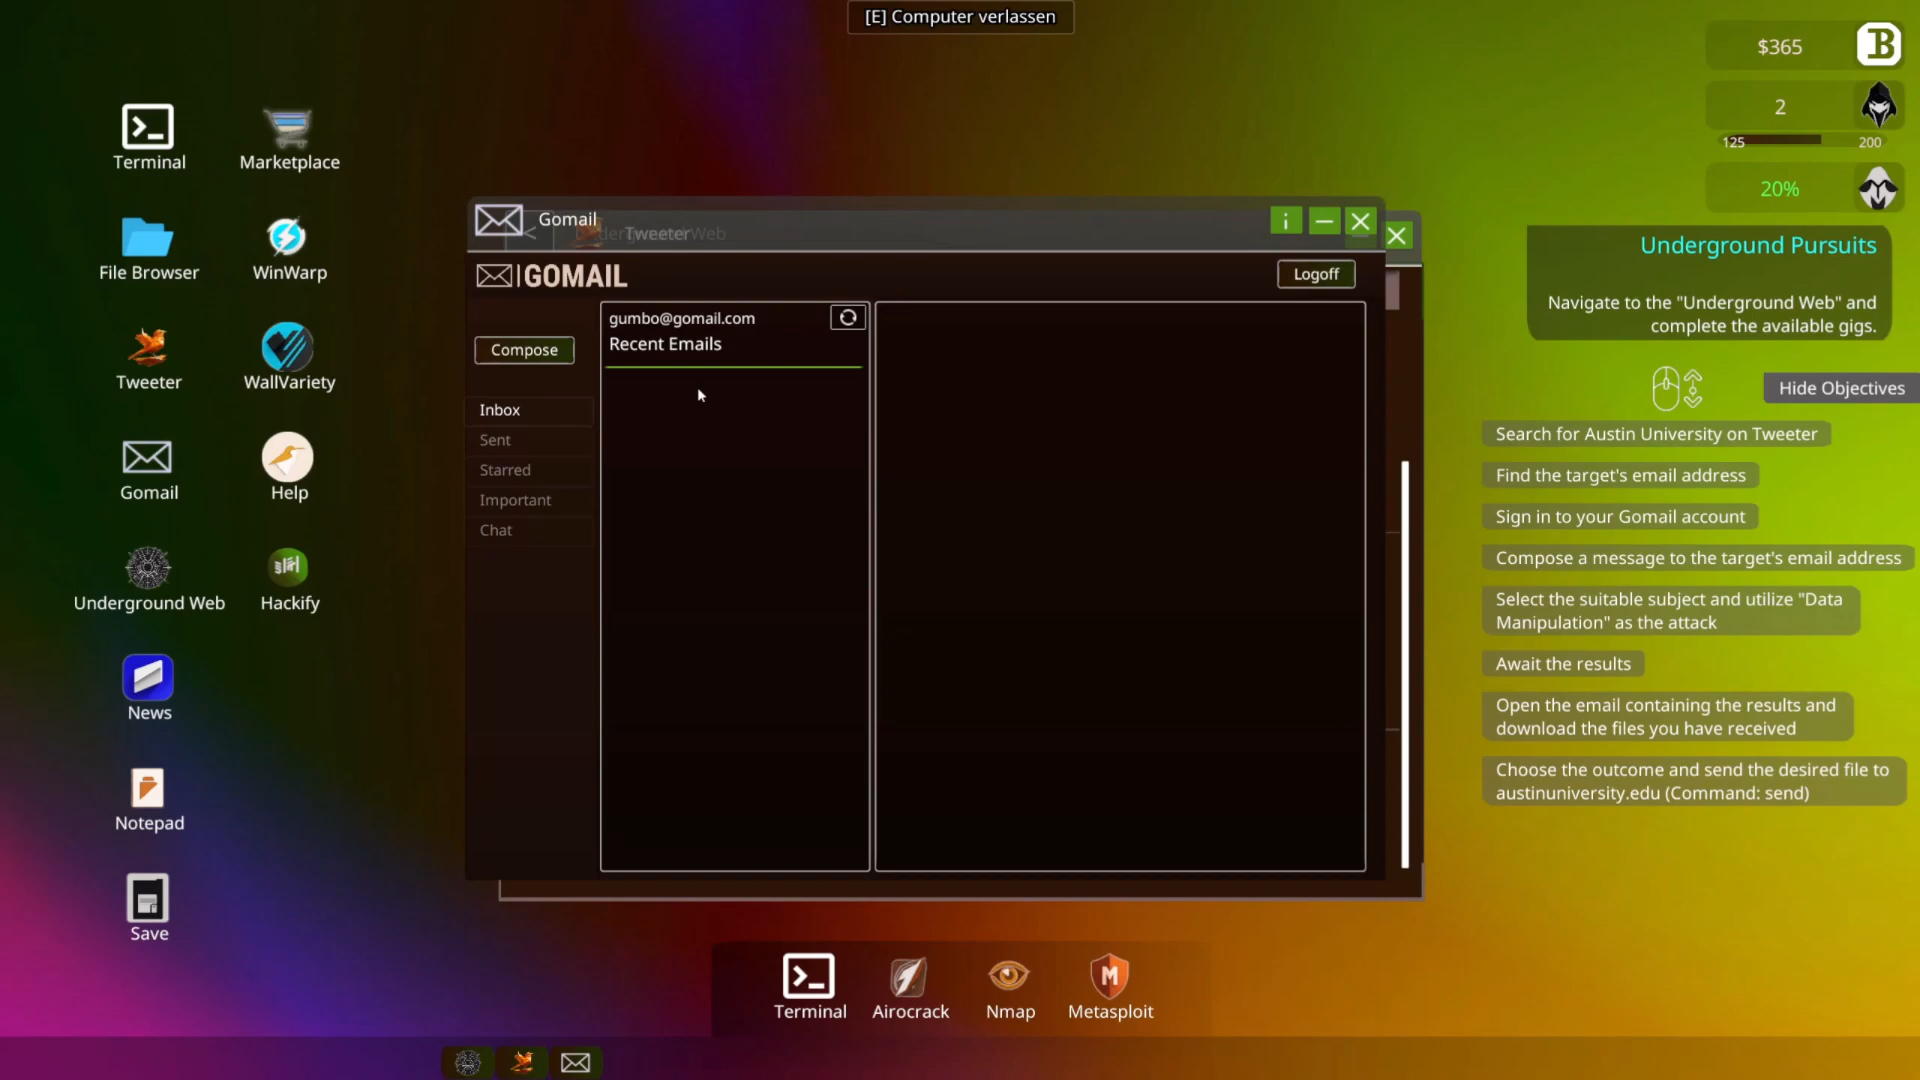 [E] Computer verlassen
$365
2
125
200
20%
Underground Pursuits
Navigate to the "Underground Web" and
complete the available gigs.
Hide Objectives
Search for Austin University on Tweeter
Find the target's email address
Sign in to your Gomail account
Compose a message to the target's email address
Select the suitable subject and utilize "Data
Manipulation" as the attack
Await the results
Open the email containing the results and
download the files you have received
Choose the outcome and send the desired file to
austinuniversity.edu (Command: send)
Terminal
Marketplace
File Browser
WinWarp
Tweeter
WallVariety
Gomail
Help
Underground Web
Hackify
News
Notepad
Save
Gomail
Tweeter
GOMAIL
Logoff
Compose
Inbox
Sent
Starred
Important
Chat
gumbo@gomail.com
Recent Emails
Terminal
Airocrack
Nmap
Metasploit